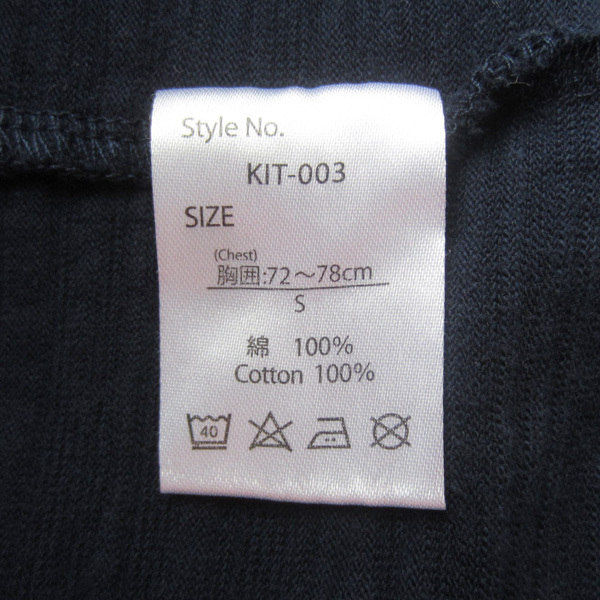 Style No.
KIT-003
SIZE
(Chest)
胸囲:72～78cm
S
綿 100%
Cotton 100%
40